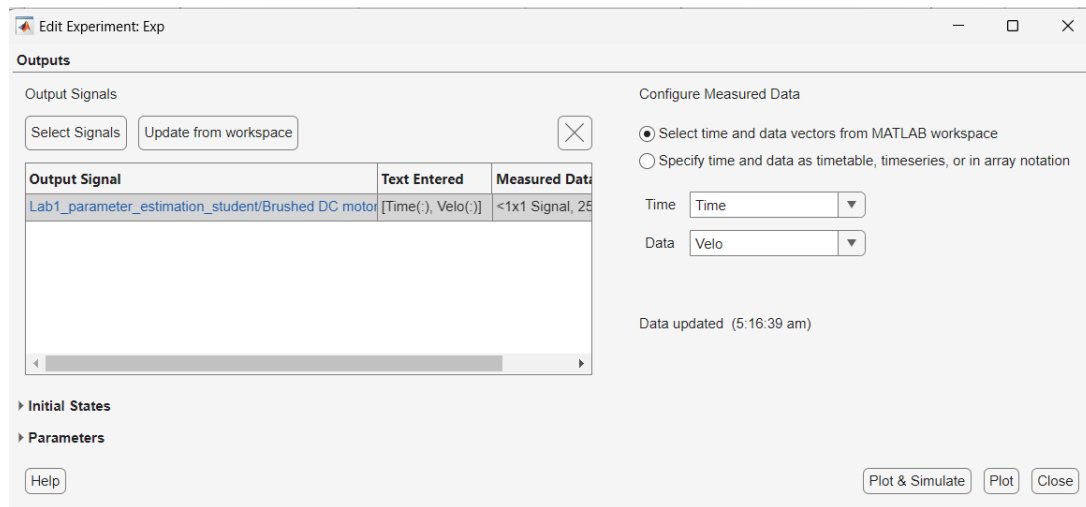 Edit Experiment: Exp
Outputs
Output Signals
Configure Measured Data
Select Signals
Update from workspace
Select time and data vectors from MATLAB workspace
Specify time and data as timetable, timeseries, or in array notation
Output Signal Text Entered Measured Data
Lab1_parameter_estimation_student/Brushed DC motor [Time(:), Velo(:)] <1x1 Signal, 25
Time Time
Data Velo
Data updated (5:16:39 am)
Initial States
Parameters
Help
Plot & Simulate Plot Close